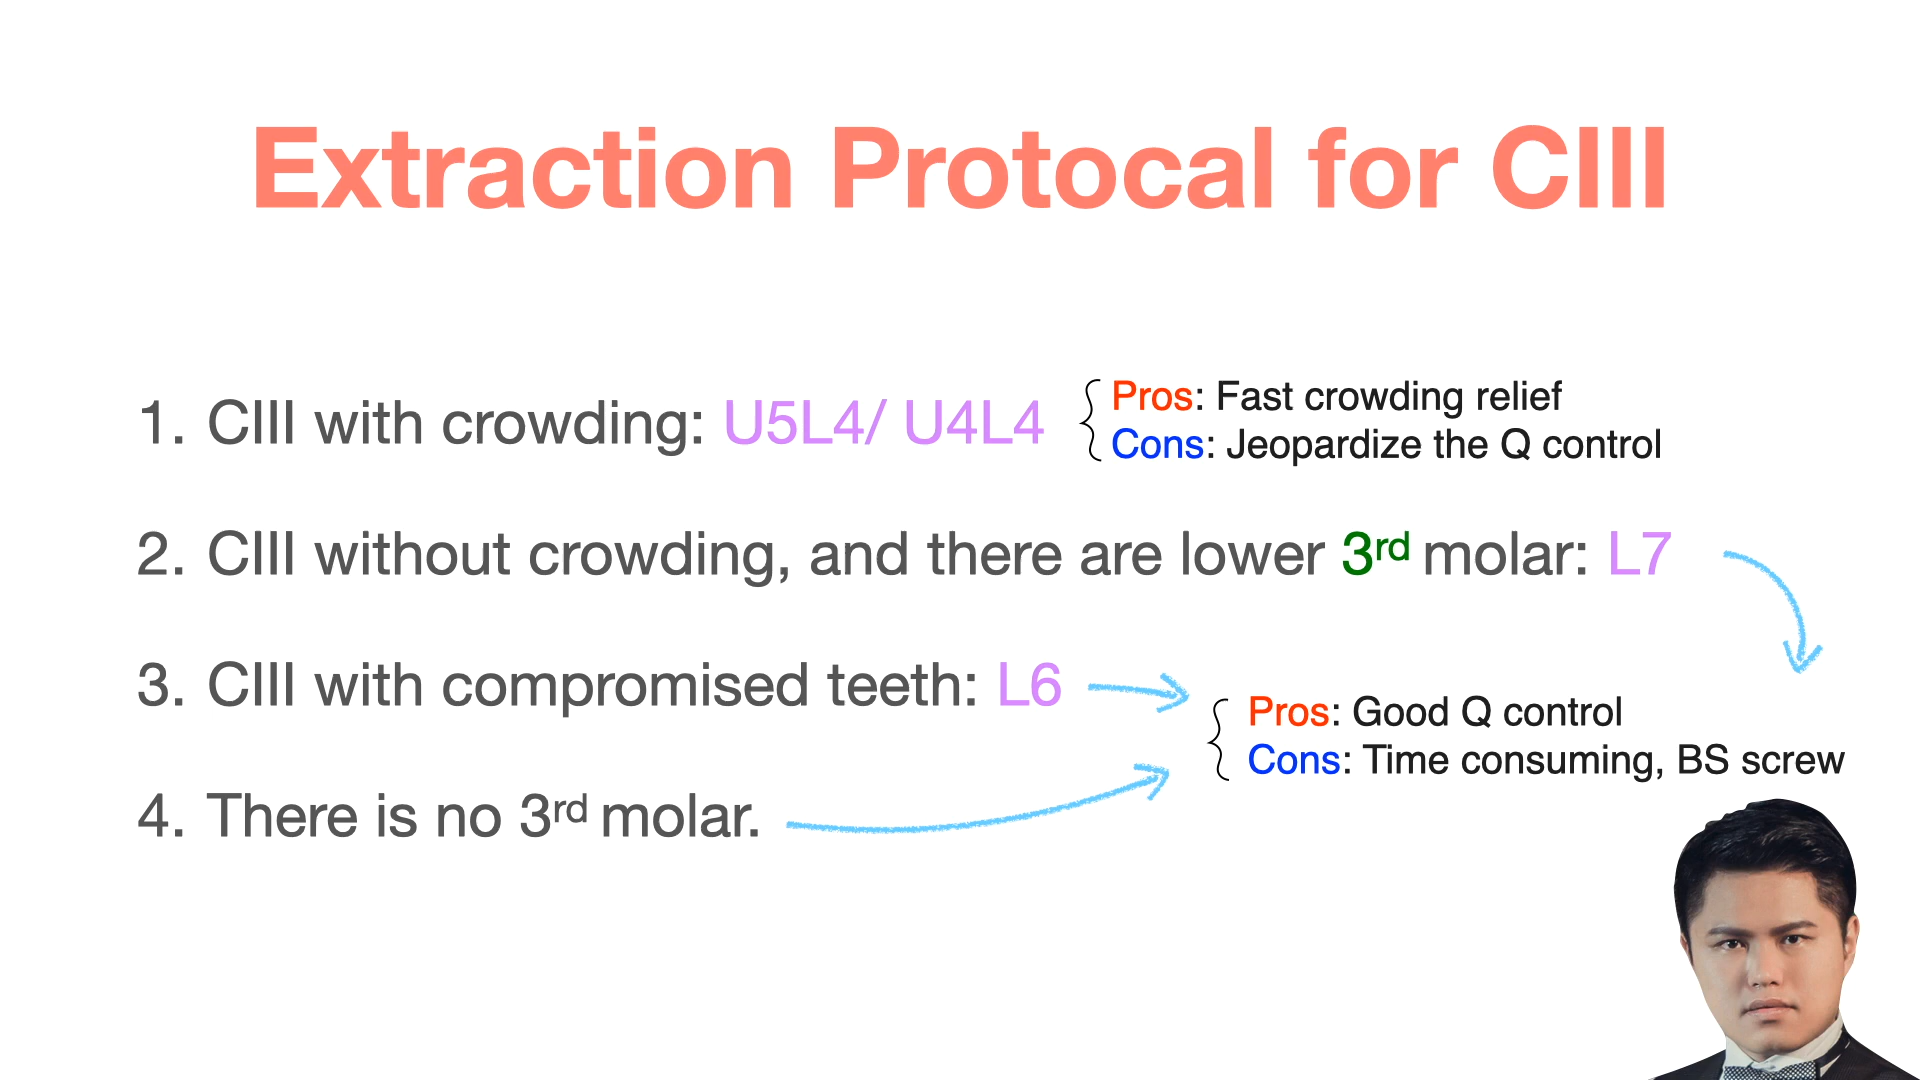 Extraction Protocal for CIII
1. CIII with crowding: U5L4/ U4L4
Pros: Fast crowding relief
Cons: Jeopardize the Q control
2. CIII without crowding, and there are lower 3rd molar: L7
3. CIII with compromised teeth: L6
Pros: Good Q control
Cons: Time consuming, BS screw
4. There is no 3rd molar.